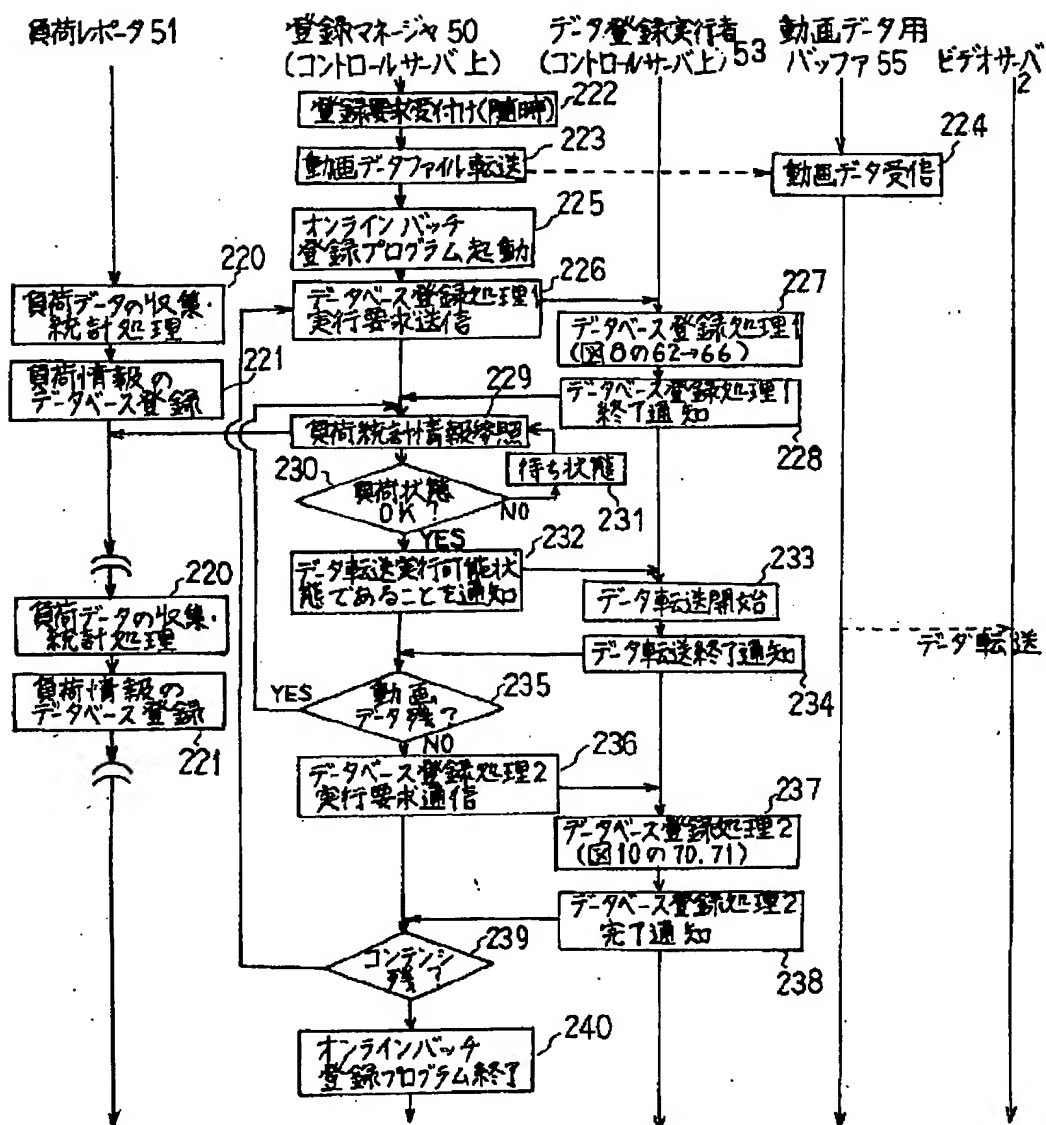 負荷レポータ 51
登録マネージャ 50
(コントロールサーバ上)
データ登録実行者
(コントロールサーバ上) 53
動画データ用
バッファ 55
ビデオサーバ
2
222
登録要求受付け(随時)
223
動画データファイル転送
224
動画データ受信
225
オンラインバッチ
登録プログラム起動
220
負荷データの収集・
統計処理
226
データベース登録処理1
実行要求送信
227
データベース登録処理1
(図8の62→66)
221
負荷情報の
データベース登録
データベース登録処理1
終了通知
228
229
負荷統計情報参照
待ち状態
231
230
負荷状態
OK?
NO
YES
232
データ転送実行可能状
態であることを通知
233
データ転送開始
220
負荷データの収集・
統計処理
データ転送
データ転送終了通知
234
負荷情報の
データベース登録
221
YES
動画
データ残?
235
NO
236
データベース登録処理2
実行要求通信
237
データベース登録処理2
(図10の70.71)
データベース登録処理2
完了通知
238
239
コンテンツ
残?
240
オンラインバッチ
登録プログラム終了